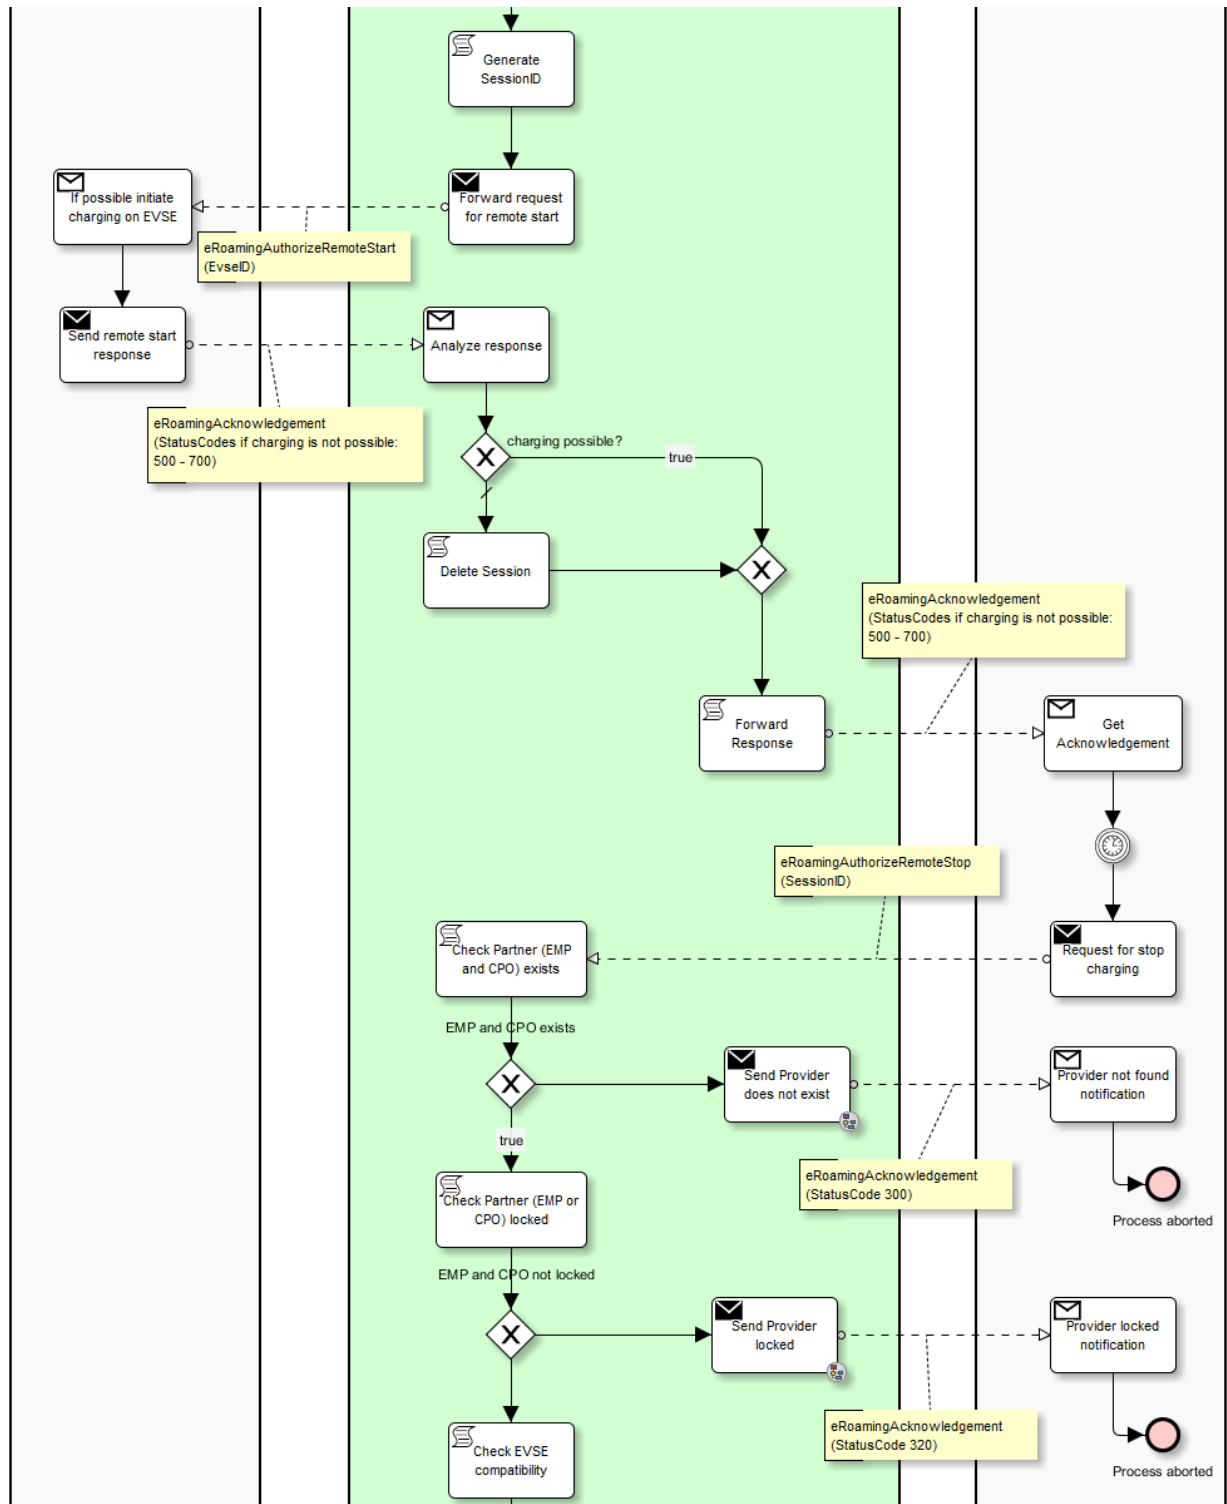 Generate
SessionID
If possible initiate
charging on EVSE
Forward request
for remote start
eRoamingAuthorizeRemoteStart
(EvseID)
Send remote start
response
Analyze response
eRoamingAcknowledgement
(StatusCodes if charging is not possible:
500 - 700)
charging possible?
true
Delete Session
eRoamingAcknowledgement
(StatusCodes if charging is not possible:
500 - 700)
Forward
Response
Get
Acknowledgement
eRoamingAuthorizeRemoteStop
(SessionID)
Check Partner (EMP
and CPO) exists
Request for stop
charging
EMP and CPO exists
Send Provider
does not exist
Provider not found
notification
true
eRoamingAcknowledgement
(StatusCode 300)
Check Partner (EMP or
CPO) locked
Process aborted
EMP and CPO not locked
Send Provider
locked
Provider locked
notification
eRoamingAcknowledgement
(StatusCode 320)
Check EVSE
compatibility
Process aborted